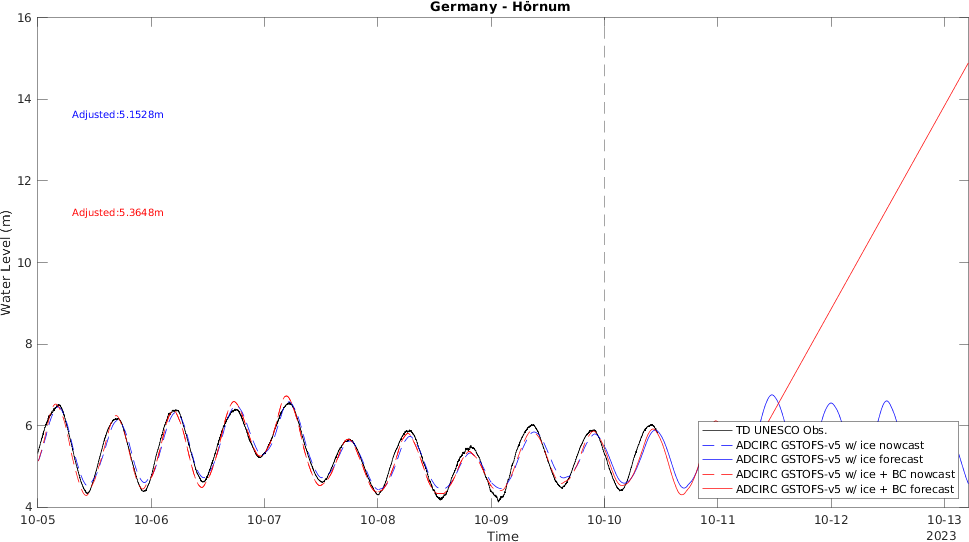 Germany - Hörnum
16
14
12
10
8
6
4
Water Level (m)
Adjusted:5.1528m
Adjusted:5.3648m
TD UNESCO Obs.
ADCIRC GSTOFS-v5 w/ ice nowcast
ADCIRC GSTOFS-v5 w/ ice forecast
ADCIRC GSTOFS-v5 w/ ice + BC nowcast
ADCIRC GSTOFS-v5 w/ ice + BC forecast
10-05 10-06 10-07 10-08 10-09 10-10 10-11 10-12 10-13
Time 2023